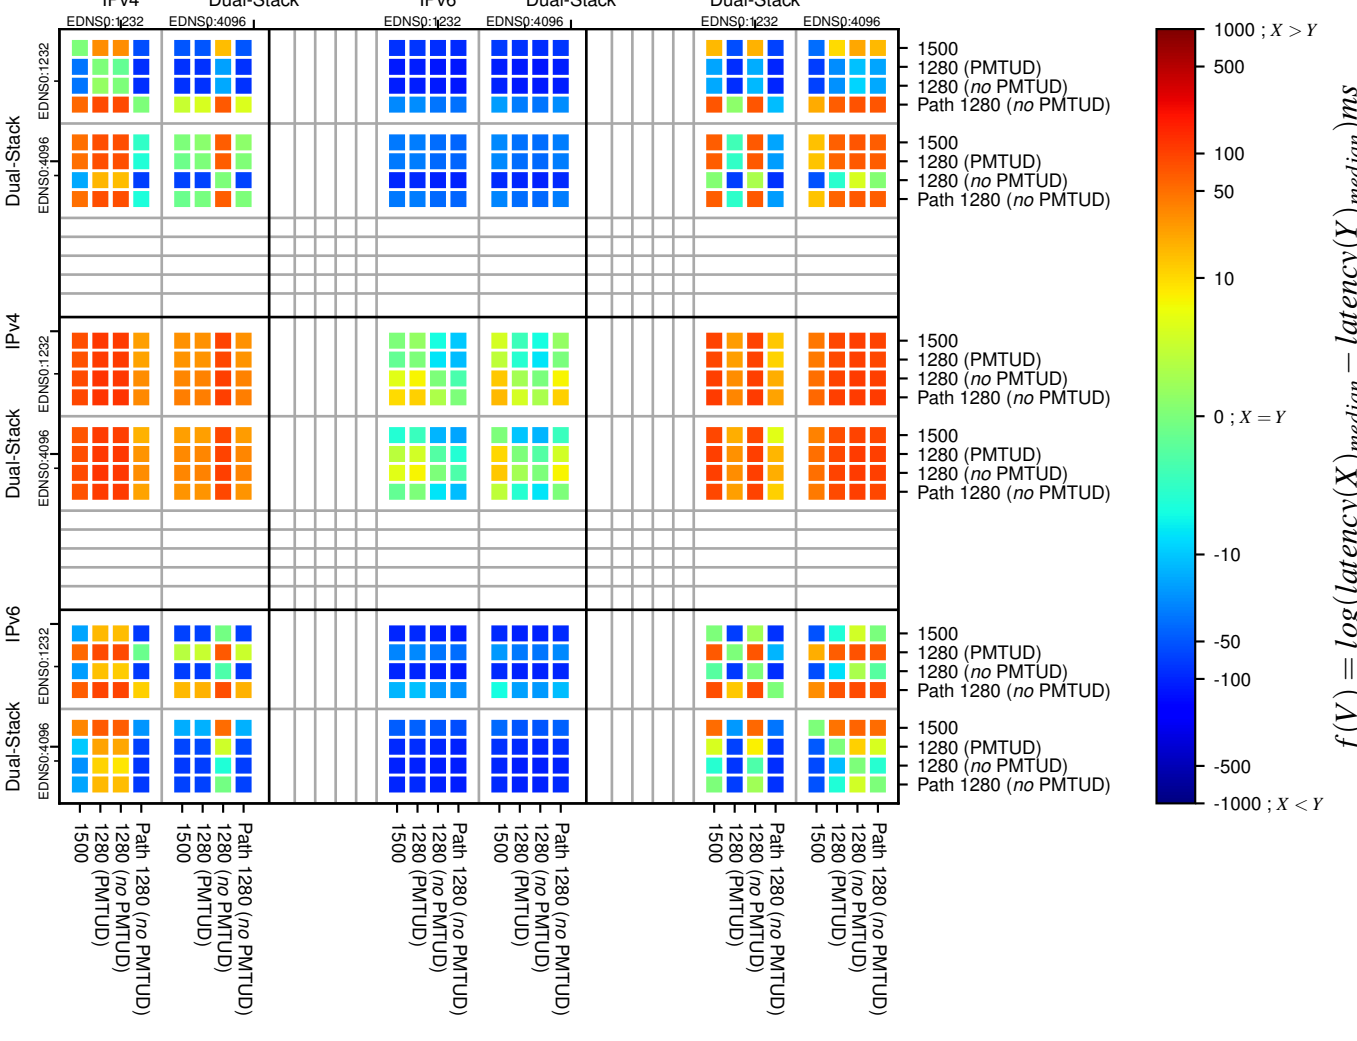 IPv4 Dual-Stack IPv6 Dual-Stack Dual-Stack
EDNS0:1232 EDNS0:4096 EDNS0:1232 EDNS0:4096 EDNS0:1232 EDNS0:4096
Dual-Stack
EDNS0:1232
EDNS0:4096
1500
1280 (PMTUD)
1280 (no PMTUD)
Path 1280 (no PMTUD)
1500
1280 (PMTUD)
1280 (no PMTUD)
Path 1280 (no PMTUD)
IPv4
Dual-Stack
EDNS0:1232
EDNS0:4096
1500
1280 (PMTUD)
1280 (no PMTUD)
Path 1280 (no PMTUD)
1500
1280 (PMTUD)
1280 (no PMTUD)
Path 1280 (no PMTUD)
IPv6
Dual-Stack
EDNS0:1232
EDNS0:4096
1500
1280 (PMTUD)
1280 (no PMTUD)
Path 1280 (no PMTUD)
1500
1280 (PMTUD)
1280 (no PMTUD)
Path 1280 (no PMTUD)
1500
1280 (PMTUD)
1280 (no PMTUD)
Path 1280 (no PMTUD)
1500
1280 (PMTUD)
1280 (no PMTUD)
Path 1280 (no PMTUD)
1500
1280 (PMTUD)
1280 (no PMTUD)
Path 1280 (no PMTUD)
1500
1280 (PMTUD)
1280 (no PMTUD)
Path 1280 (no PMTUD)
1500
1280 (PMTUD)
1280 (no PMTUD)
Path 1280 (no PMTUD)
1500
1280 (PMTUD)
1280 (no PMTUD)
Path 1280 (no PMTUD)
1000 ; X > Y
500
100
50
10
0 ; X = Y
-10
-50
-100
-500
-1000 ; X < Y
f(V) = log(latency(X)median − latency(Y)median)ms